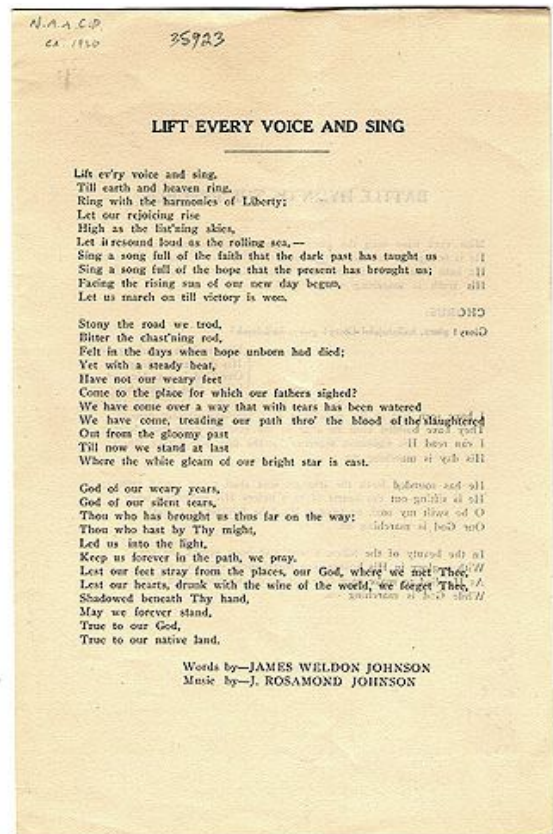 N.A.A.C.P.
ca. 1920
35923
LIFT EVERY VOICE AND SING
Lift ev'ry voice and sing,
Till earth and heaven ring,
Ring with the harmonies of Liberty;
Let our rejoicing rise
High as the list'ning skies,
Let it resound loud as the rolling sea,—
Sing a song full of the faith that the dark past has taught us
Sing a song full of the hope that the present has brought us;
Facing the rising sun of our new day begun,
Let us march on till victory is won.
Stony the road we trod,
Bitter the chast'ning rod,
Felt in the days when hope unborn had died;
Yet with a steady beat,
Have not our weary feet
Come to the place for which our fathers sighed?
We have come over a way that with tears has been watered
We have come, treading our path thro' the blood of the slaughtered
Out from the gloomy past
Till now we stand at last
Where the white gleam of our bright star is cast.
God of our weary years,
God of our silent tears,
Thou who has brought us thus far on the way;
Thou who hast by Thy might,
Led us into the light,
Keep us forever in the path, we pray.
Lest our feet stray from the places, our God, where we met Thee,
Lest our hearts, drunk with the wine of the world, we forget Thee,
Shadowed beneath Thy hand,
May we forever stand,
True to our God,
True to our native land.
Words by—JAMES WELDON JOHNSON
Music by—J. ROSAMOND JOHNSON